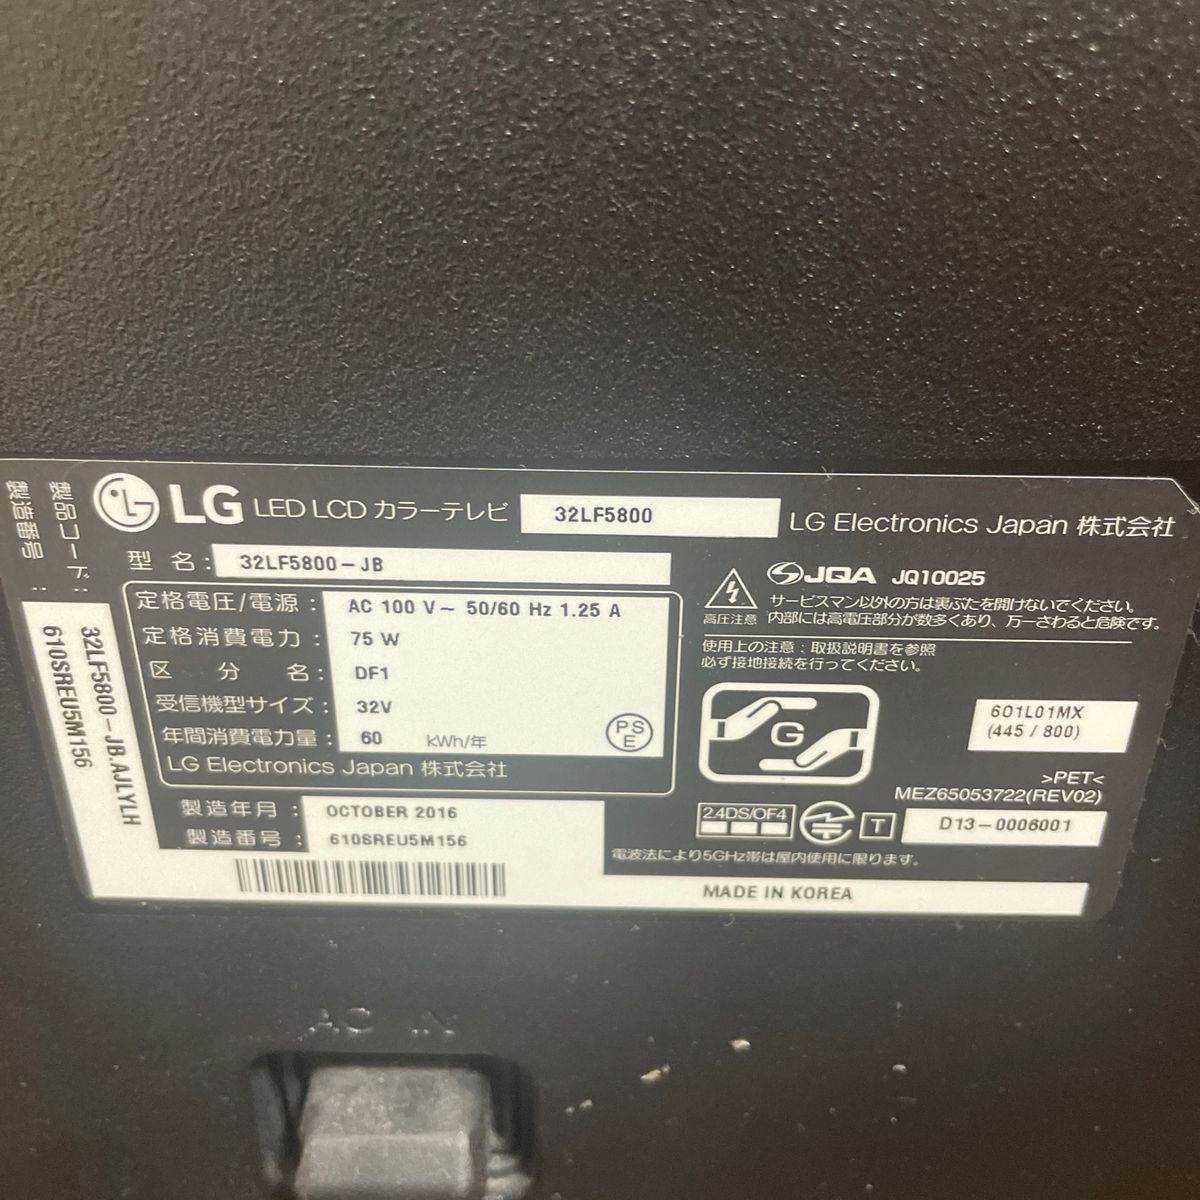 LG LED LCD カラーテレビ 32LF5800 LG Electronics Japan 株式会社
型 名 : 32LF5800-JB
定格電圧/電源 : AC 100 V~ 50/60 Hz 1.25 A
定格消費電力 : 75 W
区 分 名 : DF1
受信機型サイズ : 32V
年間消費電力量 : 60 kWh/年
PSE
LG Electronics Japan 株式会社
製造年月 : OCTOBER 2016
製造番号 : 610SREU5M156
製品コード : 32LF5800-JB.AJLYLJH
製造番号 : 610SREU5M156
高圧注意
JQA JQ10025
サービスマン以外の方は裏ぶたを開けないでください。
内部には高電圧部分が数多くあり、万一さわると危険です。
使用上の注意 : 取扱説明書を参照
必ず接地接続を行ってください。
G
601L01MX
(445 / 800)
>PET<
MEZ65053722(REV02)
2.4DS/OF4
T D13-0006001
電波法により5GHz帯は屋内使用に限ります。
MADE IN KOREA
AC IN